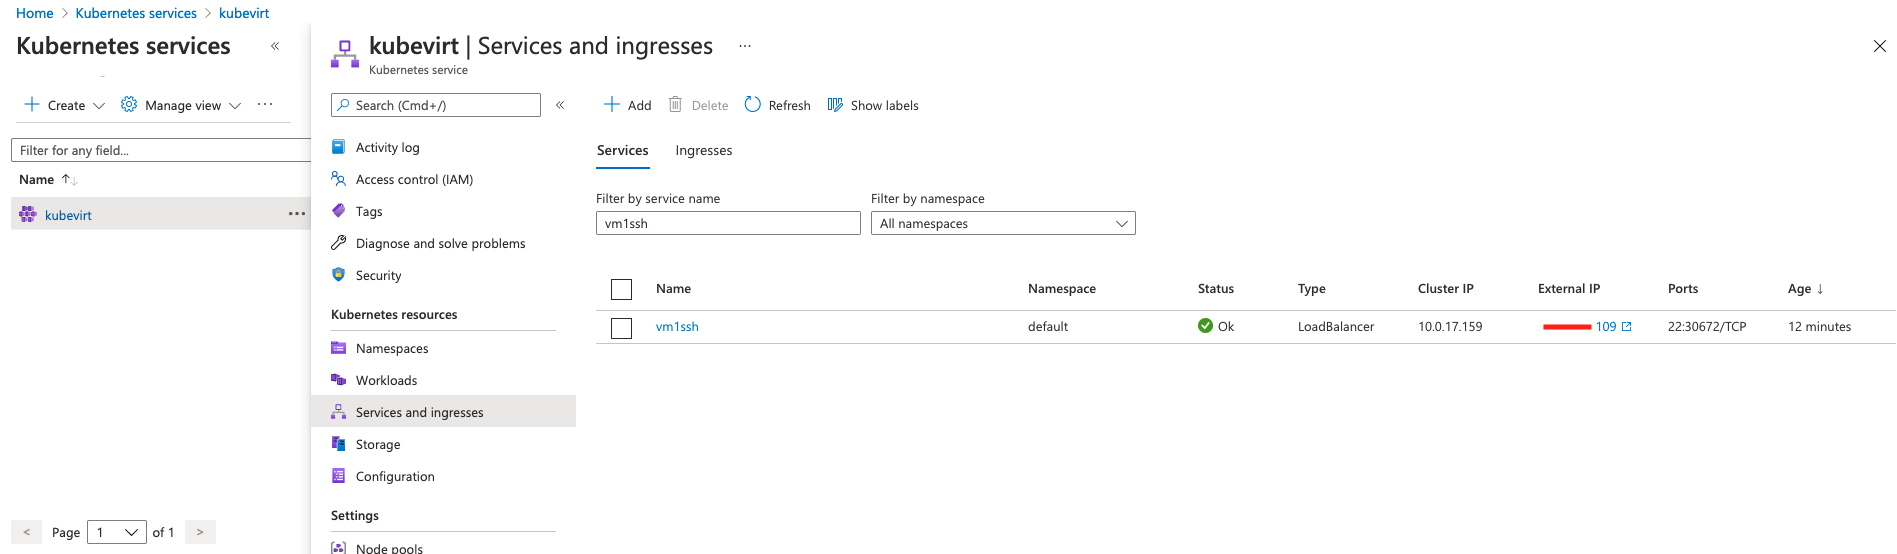 Home > Kubernetes services > kubevirt
Kubernetes services «
Create Manage view ...
Filter for any field...
Name ↑↓
kubevirt ...
< Page 1 of 1 >
kubevirt | Services and ingresses ...
Kubernetes service
Search (Cmd+/) «
Activity log
Access control (IAM)
Tags
Diagnose and solve problems
Security
Kubernetes resources
Namespaces
Workloads
Services and ingresses
Storage
Configuration
Settings
Node pools
Add Delete Refresh Show labels
Services Ingresses
Filter by service name Filter by namespace
vm1ssh All namespaces
Name Namespace Status Type Cluster IP External IP Ports Age ↓
vm1ssh default Ok LoadBalancer 10.0.17.159 109 22:30672/TCP 12 minutes